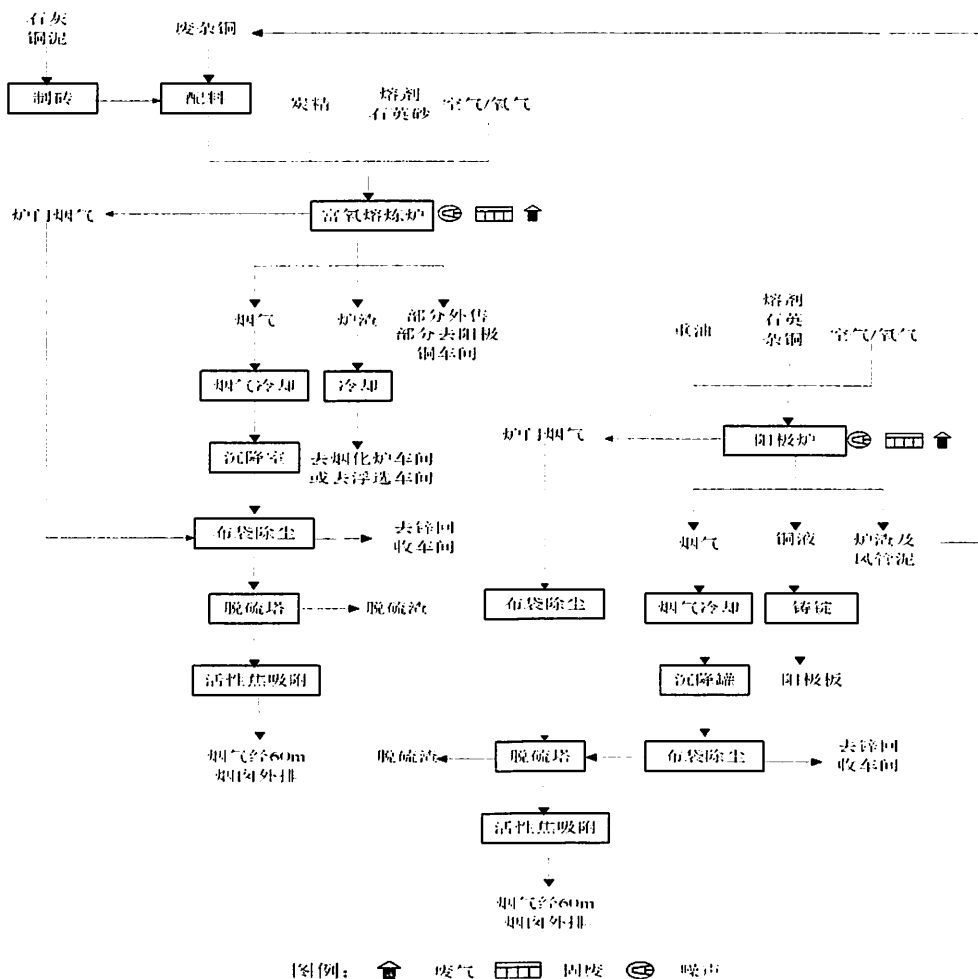 石灰
铜泥
废杂铜
制砖
配料
炭精
熔剂
石英砂
空气/氧气
炉门烟气
富氧熔炼炉
烟气
炉渣
部分外售
部分去阳极
铜车间
烟气冷却
冷却
沉降室
去烟化炉车间
或去浮选车间
布袋除尘
去锌回
收车间
脱硫塔
脱硫渣
活性焦吸附
烟气经60m
烟囱外排
重油
熔剂
石英
杂铜
空气/氧气
炉门烟气
阳极炉
烟气
铜液
炉渣及
风管泥
布袋除尘
烟气冷却
铸锭
沉降罐
阳极板
脱硫渣
脱硫塔
布袋除尘
去锌回
收车间
活性焦吸附
烟气经60m
烟囱外排
图例：
废气
固废
噪声